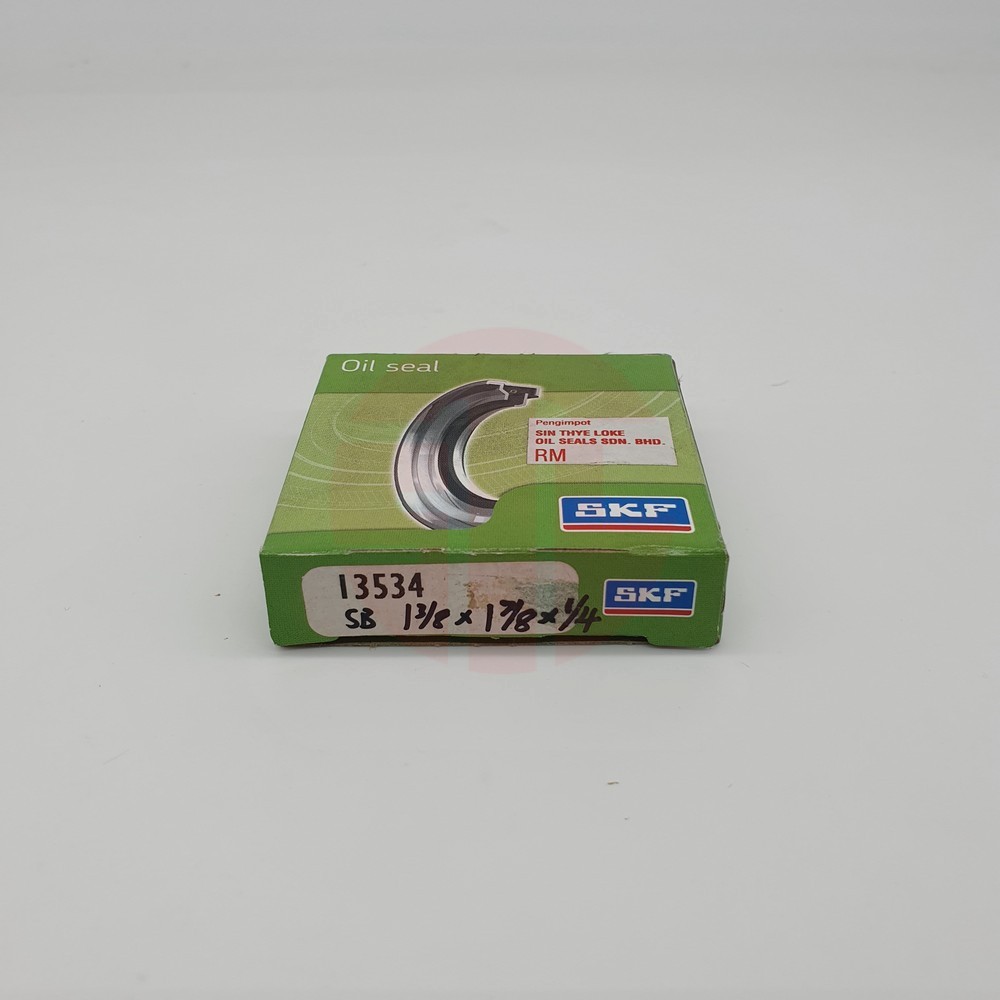 Oil seal
Pengimpot
SIN THYE LOKE
OIL SEALS SDN. BHD.
RM
SKF
13534
SB 1 3/8 x 1 7/8 x 1/4
SKF